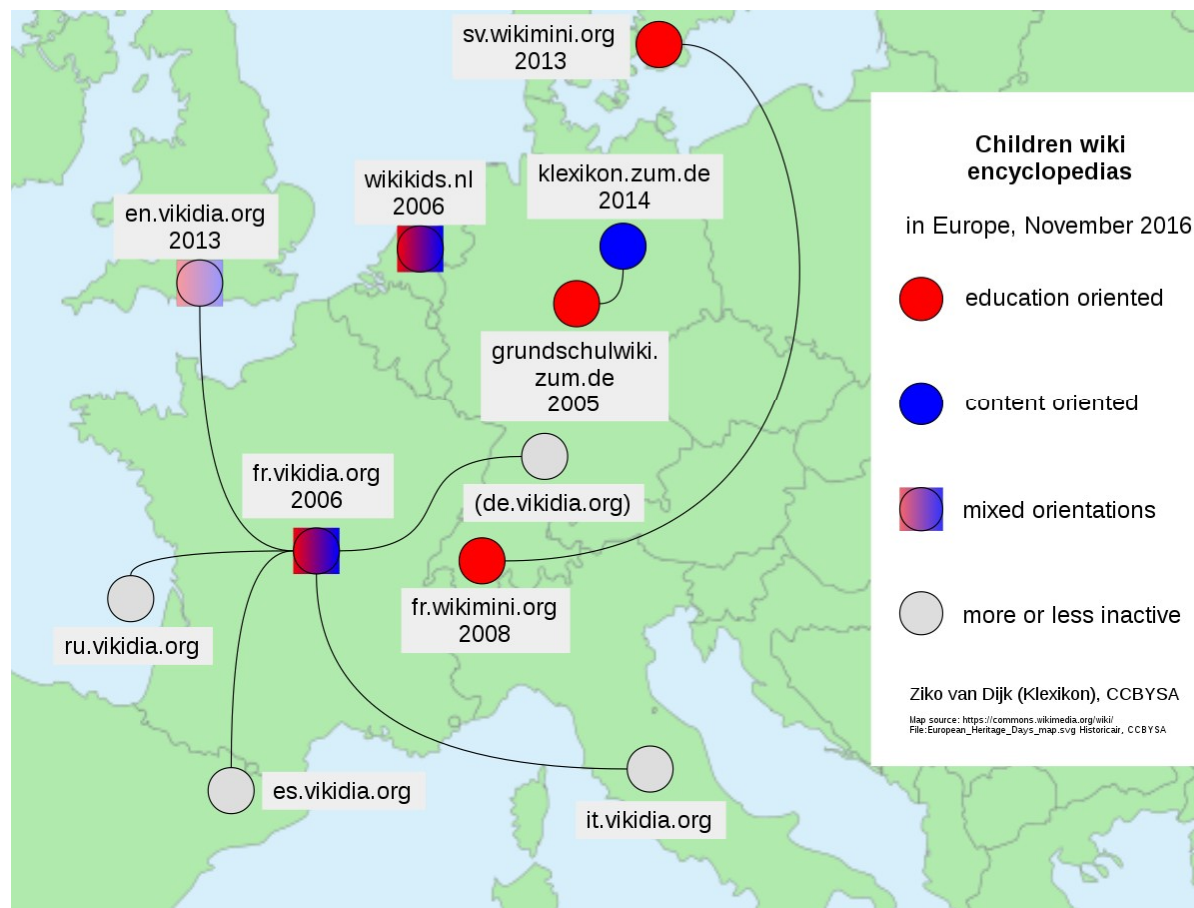 sv.wikimini.org
2013
wikikids.nl
2006
klexikon.zum.de
2014
en.vikidia.org
2013
grundschulwiki.
zum.de
2005
fr.vikidia.org
2006
(de.vikidia.org)
fr.wikimini.org
2008
ru.vikidia.org
es.vikidia.org
it.vikidia.org
Children wiki
encyclopedias
in Europe, November 2016
education oriented
content oriented
mixed orientations
more or less inactive
Ziko van Dijk (Klexikon), CCBYSA
Map source: https://commons.wikimedia.org/wiki/
File:European_Heritage_Days_map.svg Historicair, CCBYSA